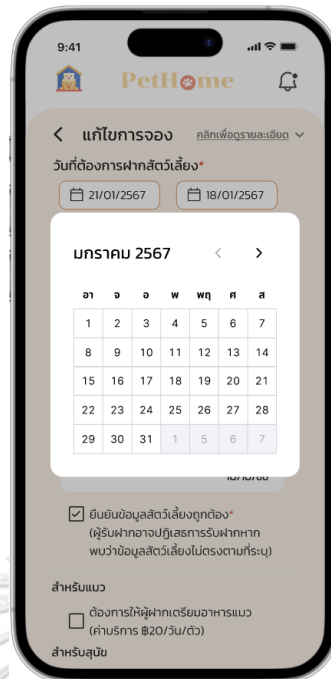 9:41
PetHome
แก้ไขการจอง คลิกเพื่อดูรายละเอียด
วันที่ต้องการฝากสัตว์เลี้ยง*
21/01/2567 18/01/2567
มกราคม 2567
อา จ อ พ พฤ ศ ส
1 2 3 4 5 6 7
8 9 10 11 12 13 14
15 16 17 18 19 20 21
22 23 24 25 26 27 28
29 30 31 1 5 6 7
ยืนยันข้อมูลสัตว์เลี้ยงถูกต้อง*
(ผู้รับฝากอาจปฏิเสธการรับฝากหาก
พบว่าข้อมูลสัตว์เลี้ยงไม่ตรงตามที่ระบุ)
สำหรับแมว
ต้องการให้ผู้ฝากเตรียมอาหารแมว
(ค่าบริการ ฿20/วัน/ตัว)
สำหรับสุนัข